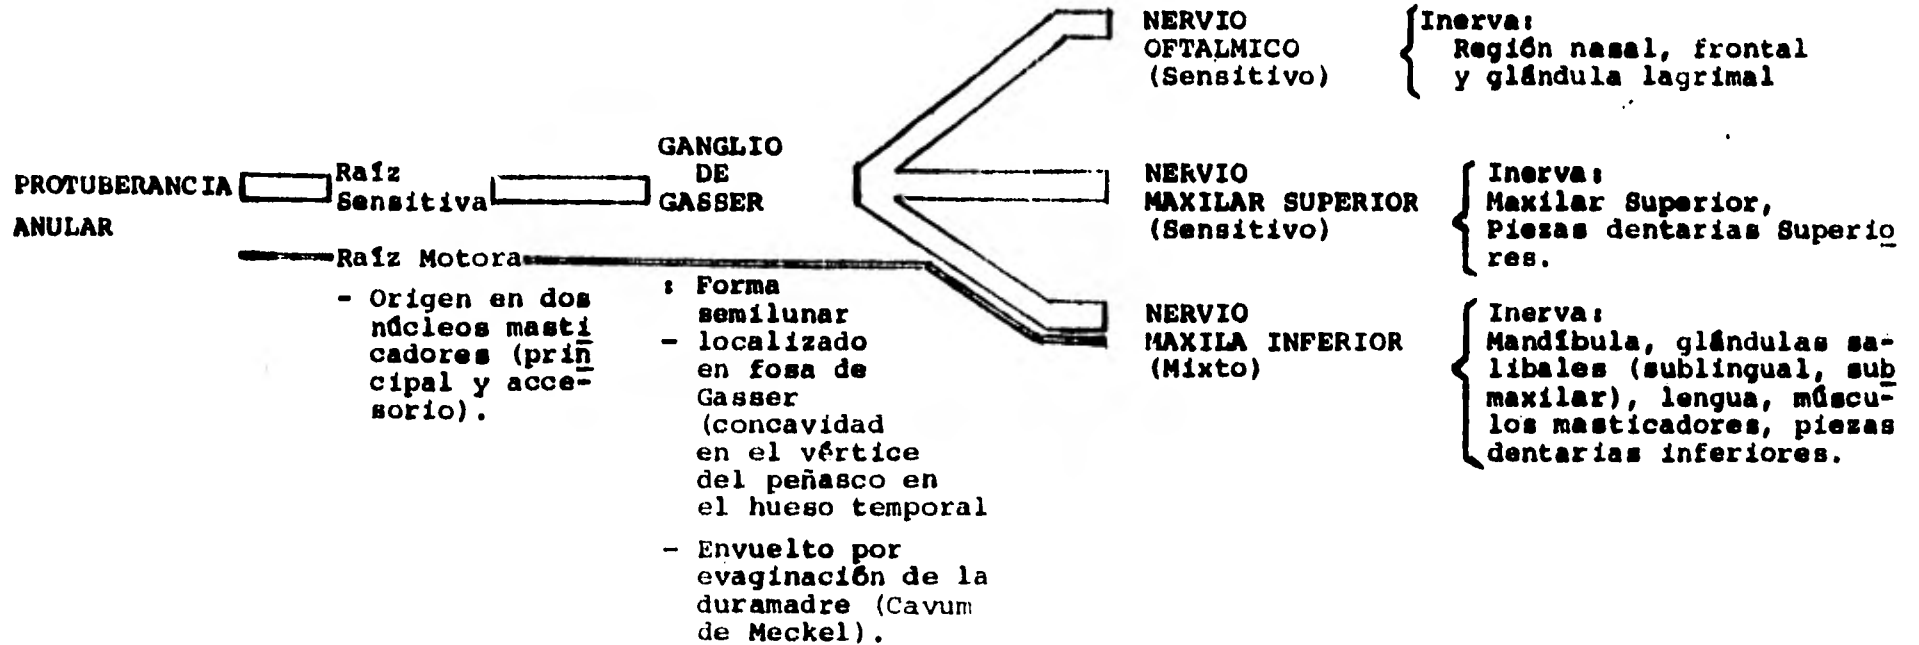 PROTUBERANCIA
ANULAR
Raíz
Sensitiva
Raíz Motora
- Origen en dos
núcleos masti
cadores (prin
cipal y acce-
sorio).
GANGLIO
DE
GASSER
: Forma
semilunar
- localizado
en fosa de
Gasser
(concavidad
en el vértice
del peñasco en
el hueso temporal
- Envuelto por
evaginación de la
duramadre (Cavum
de Meckel).
NERVIO
OFTALMICO
(Sensitivo)
Inerva:
Región nasal, frontal
y glándula lagrimal
NERVIO
MAXILAR SUPERIOR
(Sensitivo)
Inerva:
Maxilar Superior,
Piezas dentarias Superio
res.
NERVIO
MAXILA INFERIOR
(Mixto)
Inerva:
Mandíbula, glándulas sa-
libales (sublingual, sub
maxilar), lengua, múscu-
los masticadores, piezas
dentarias inferiores.